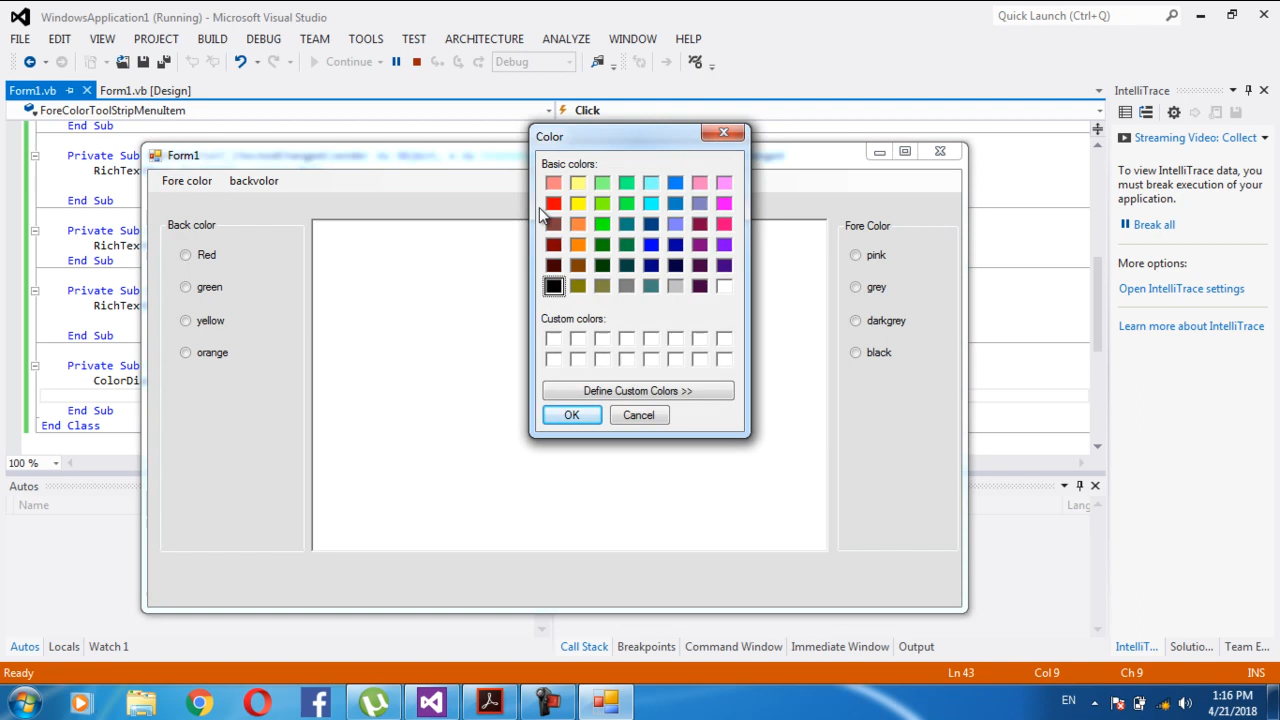 WindowsApplication1 (Running) - Microsoft Visual Studio
Quick Launch (Ctrl+Q)
FILE EDIT VIEW PROJECT BUILD DEBUG TEAM TOOLS TEST ARCHITECTURE ANALYZE WINDOW HELP
Continue Debug
Form1.vb Form1.vb [Design]
ForeColorToolStripMenuItem Click
End Sub
Private Sub
RichTex
End Sub
Private Sub
RichTex
End Sub
Private Sub
RichTex
End Sub
Private Sub
ColorDi
End Sub
End Class
100 %
Form1
Fore color backvolor
Back color
Red
green
yellow
orange
Color
Basic colors:
Custom colors:
Define Custom Colors >>
OK Cancel
Fore Color
pink
grey
darkgrey
black
IntelliTrace
Streaming Video: Collect
To view IntelliTrace data, you
must break execution of your
application.
Break all
More options:
Open IntelliTrace settings
Learn more about IntelliTrace
Autos
Name
Lang
Autos Locals Watch 1
Call Stack Breakpoints Command Window Immediate Window Output
IntelliT... Solutio... Team E...
Ready Ln 43 Col 9 Ch 9 INS
EN
1:16 PM
4/21/2018